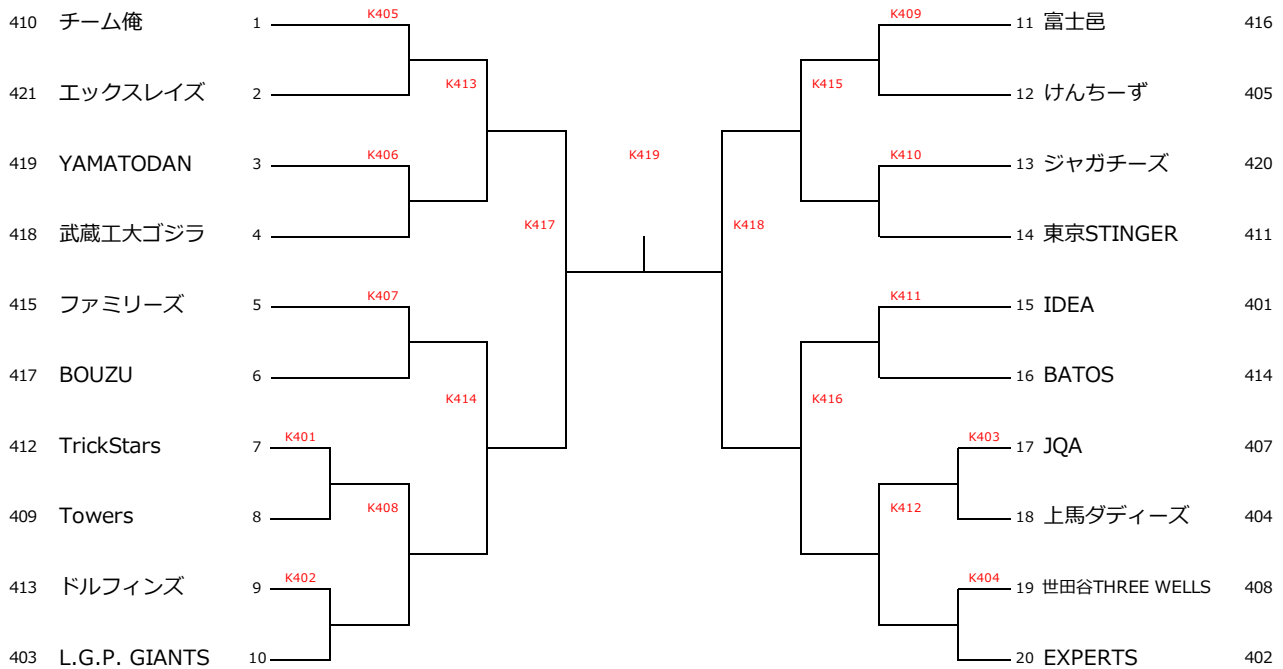 K405 K409
410 チーム俺 1 11 富士邑 416
K413 K415
421 エックスレイズ 2 12 けんちーず 405
K406 K419 K410
419 YAMATODAN 3 13 ジャガチーズ 420
K417 K418
418 武蔵工大ゴジラ 4 14 東京STINGER 411
K407 K411
415 ファミリーズ 5 15 IDEA 401
417 BOUZU 6 16 BATOS 414
K414 K416
K401 K403
412 TrickStars 7 17 JQA 407
K408 K412
409 Towers 8 18 上馬ダディーズ 404
K402 K404
413 ドルフィンズ 9 19 世田谷THREE WELLS 408
403 L.G.P. GIANTS 10 20 EXPERTS 402